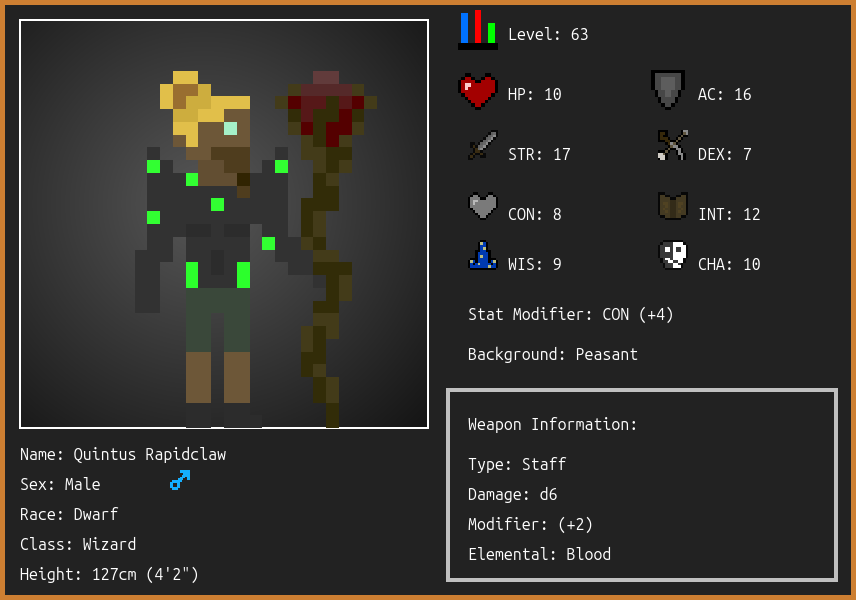 Level: 63
HP: 10
AC: 16
STR: 17
DEX: 7
CON: 8
INT: 12
WIS: 9
CHA: 10
Stat Modifier: CON (+4)
Background: Peasant
Weapon Information:
Type: Staff
Damage: d6
Modifier: (+2)
Elemental: Blood
Name: Quintus Rapidclaw
Sex: Male
Race: Dwarf
Class: Wizard
Height: 127cm (4'2")